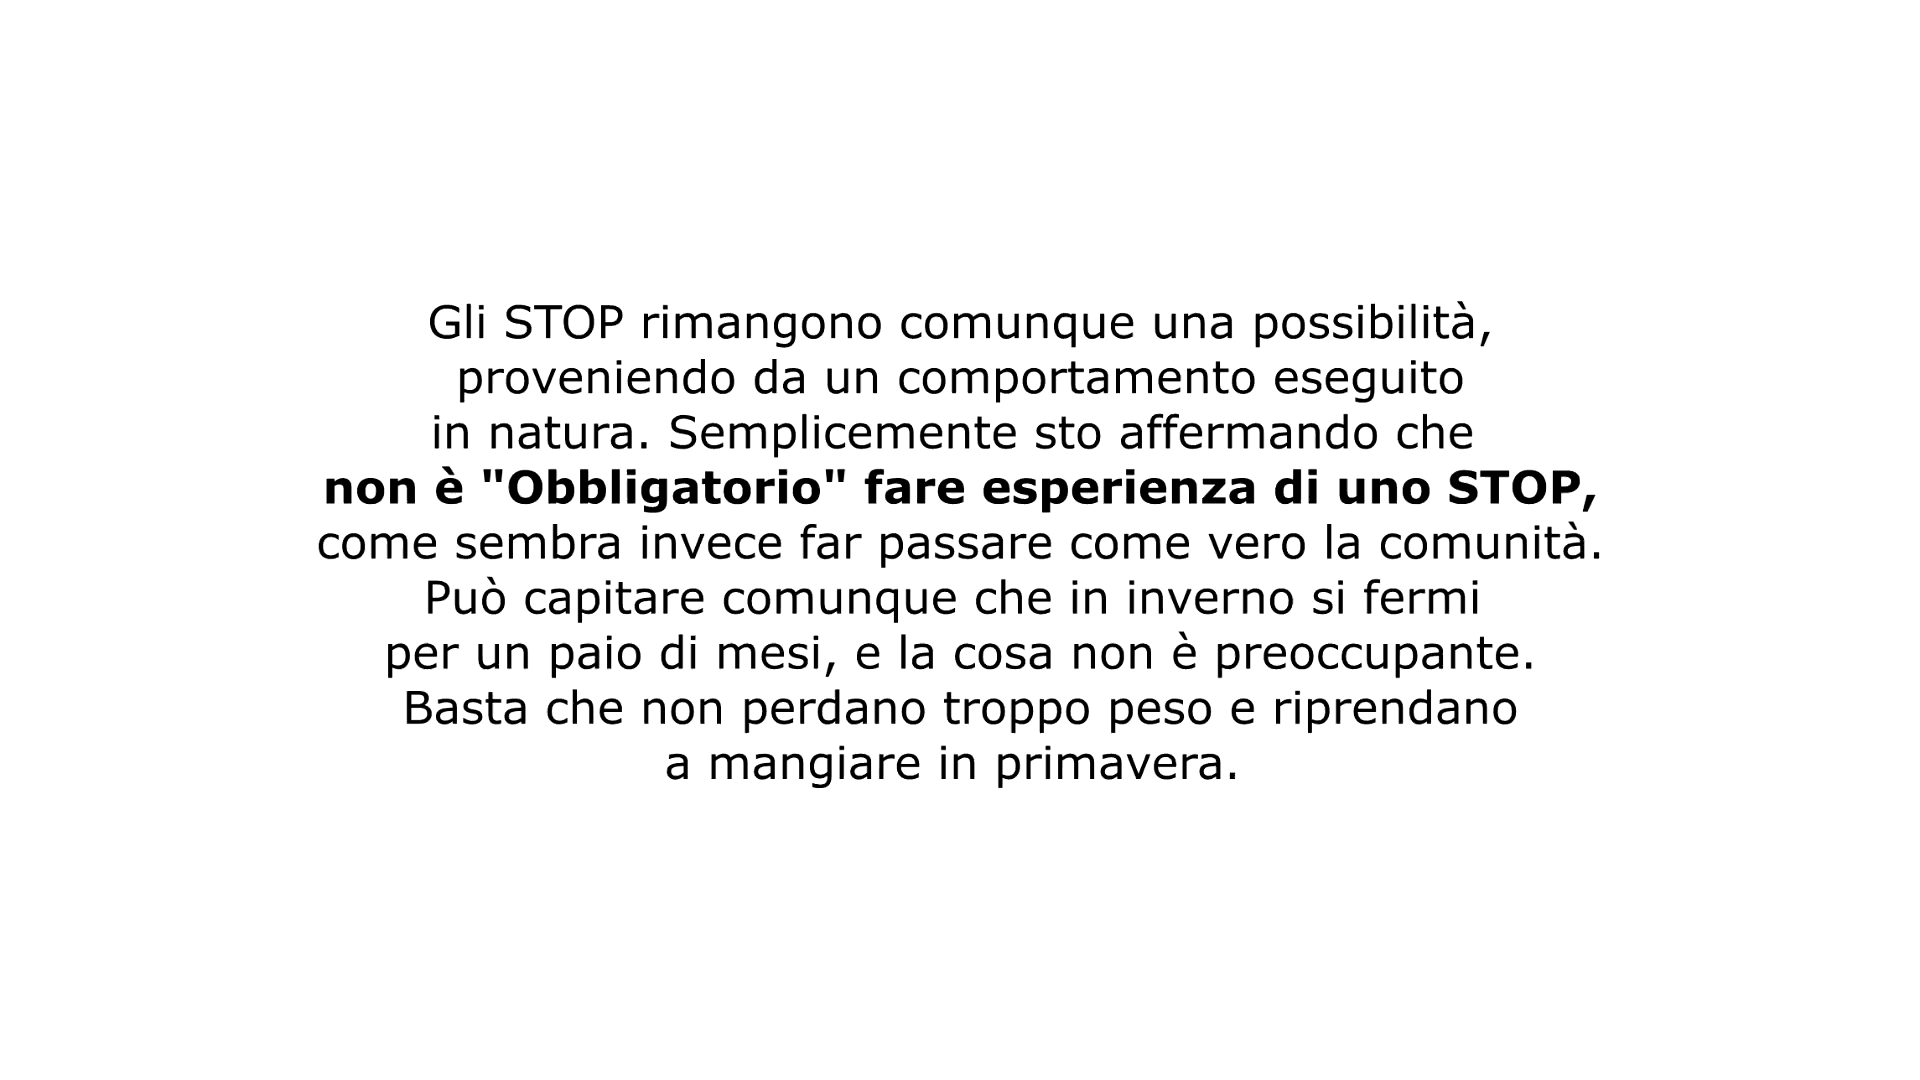 Gli STOP rimangono comunque una possibilità,
proveniendo da un comportamento eseguito
in natura. Semplicemente sto affermando che
non è "Obbligatorio" fare esperienza di uno STOP,
come sembra invece far passare come vero la comunità.
Può capitare comunque che in inverno si fermi
per un paio di mesi, e la cosa non è preoccupante.
Basta che non perdano troppo peso e riprendano
a mangiare in primavera.